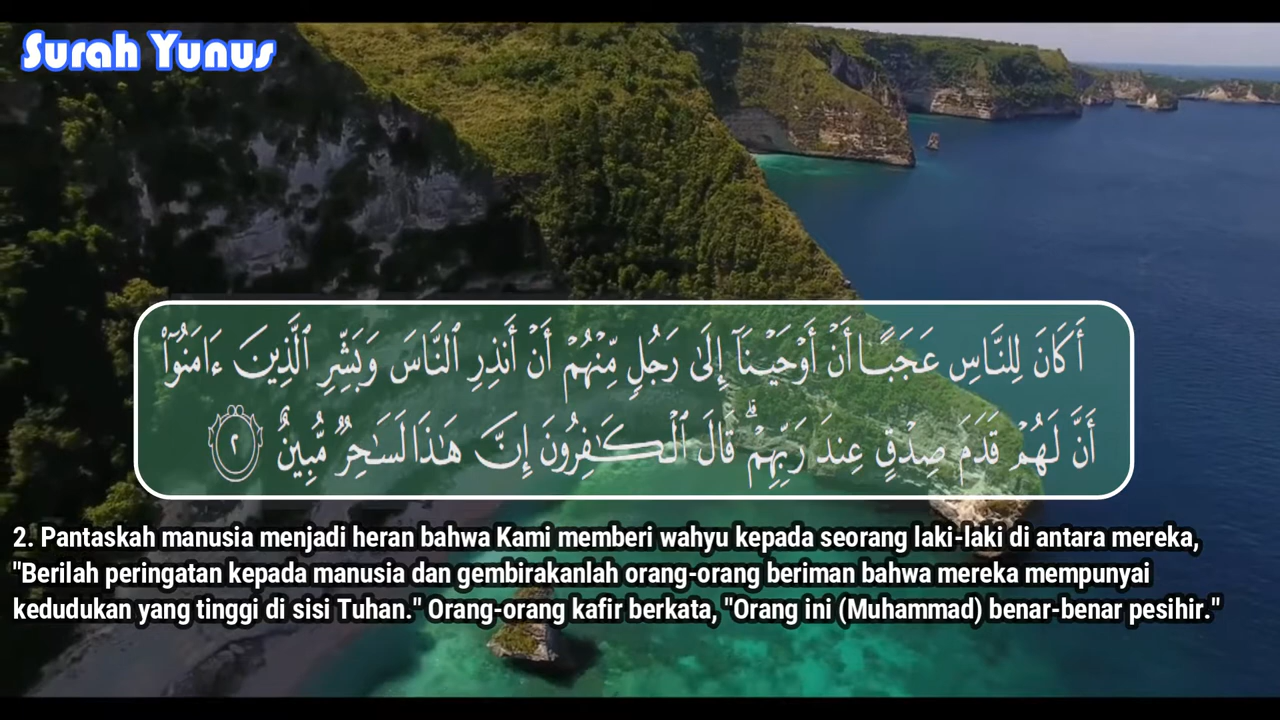 Surah Yunus
أَكَانَ لِلنَّاسِ عَجَبًا أَنْ أَوْحَيْنَآ إِلَىٰ رَجُلٍ مِّنْهُمْ أَنْ أَنذِرِ ٱلنَّاسَ وَبَشِّرِ ٱلَّذِينَ ءَامَنُوٓا۟
أَنَّ لَهُمْ قَدَمَ صِدْقٍ عِندَ رَبِّهِمْ ۗ قَالَ ٱلْكَـٰفِرُونَ إِنَّ هَـٰذَا لَسَـٰحِرٌ مُّبِينٌ ٢
2. Pantaskah manusia menjadi heran bahwa Kami memberi wahyu kepada seorang laki-laki di antara mereka,
"Berilah peringatan kepada manusia dan gembirakanlah orang-orang beriman bahwa mereka mempunyai
kedudukan yang tinggi di sisi Tuhan." Orang-orang kafir berkata, "Orang ini (Muhammad) benar-benar pesihir."